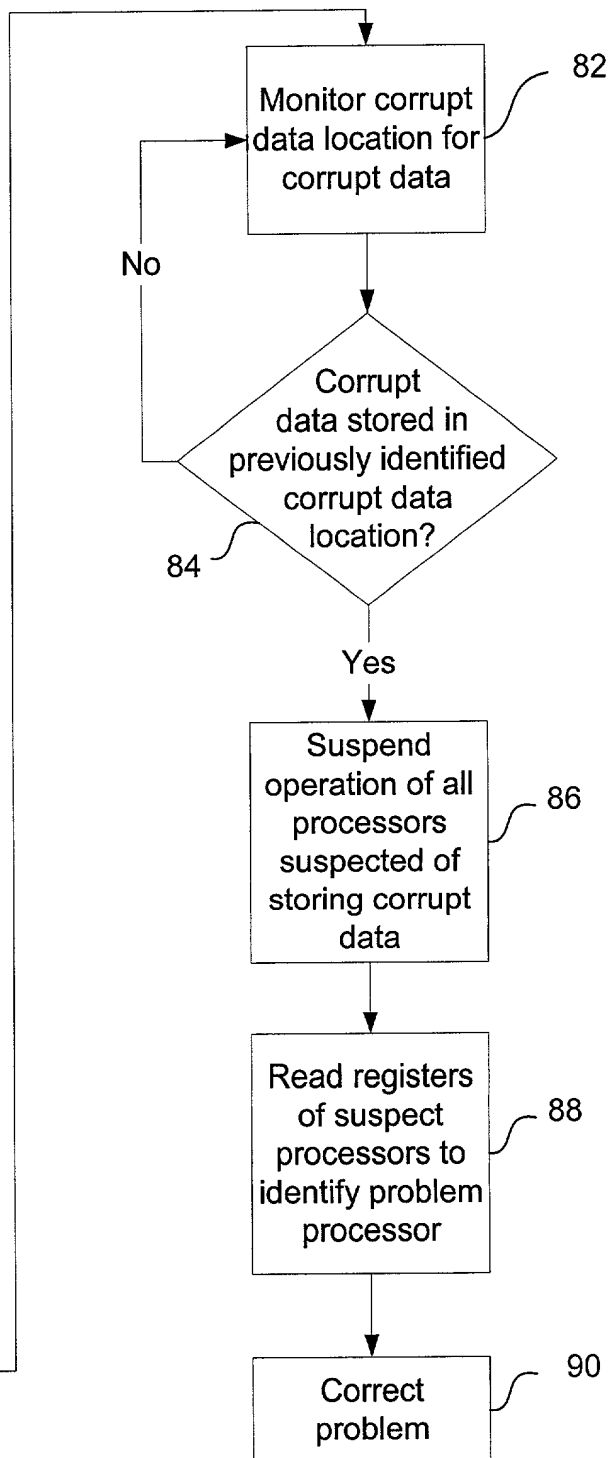 Monitor corrupt
data location for
corrupt data
82
No
Corrupt
data stored in
previously identified
corrupt data
location?
84
Yes
Suspend
operation of all
processors
suspected of
storing corrupt
data
86
Read registers
of suspect
processors to
identify problem
processor
88
Correct
problem
90